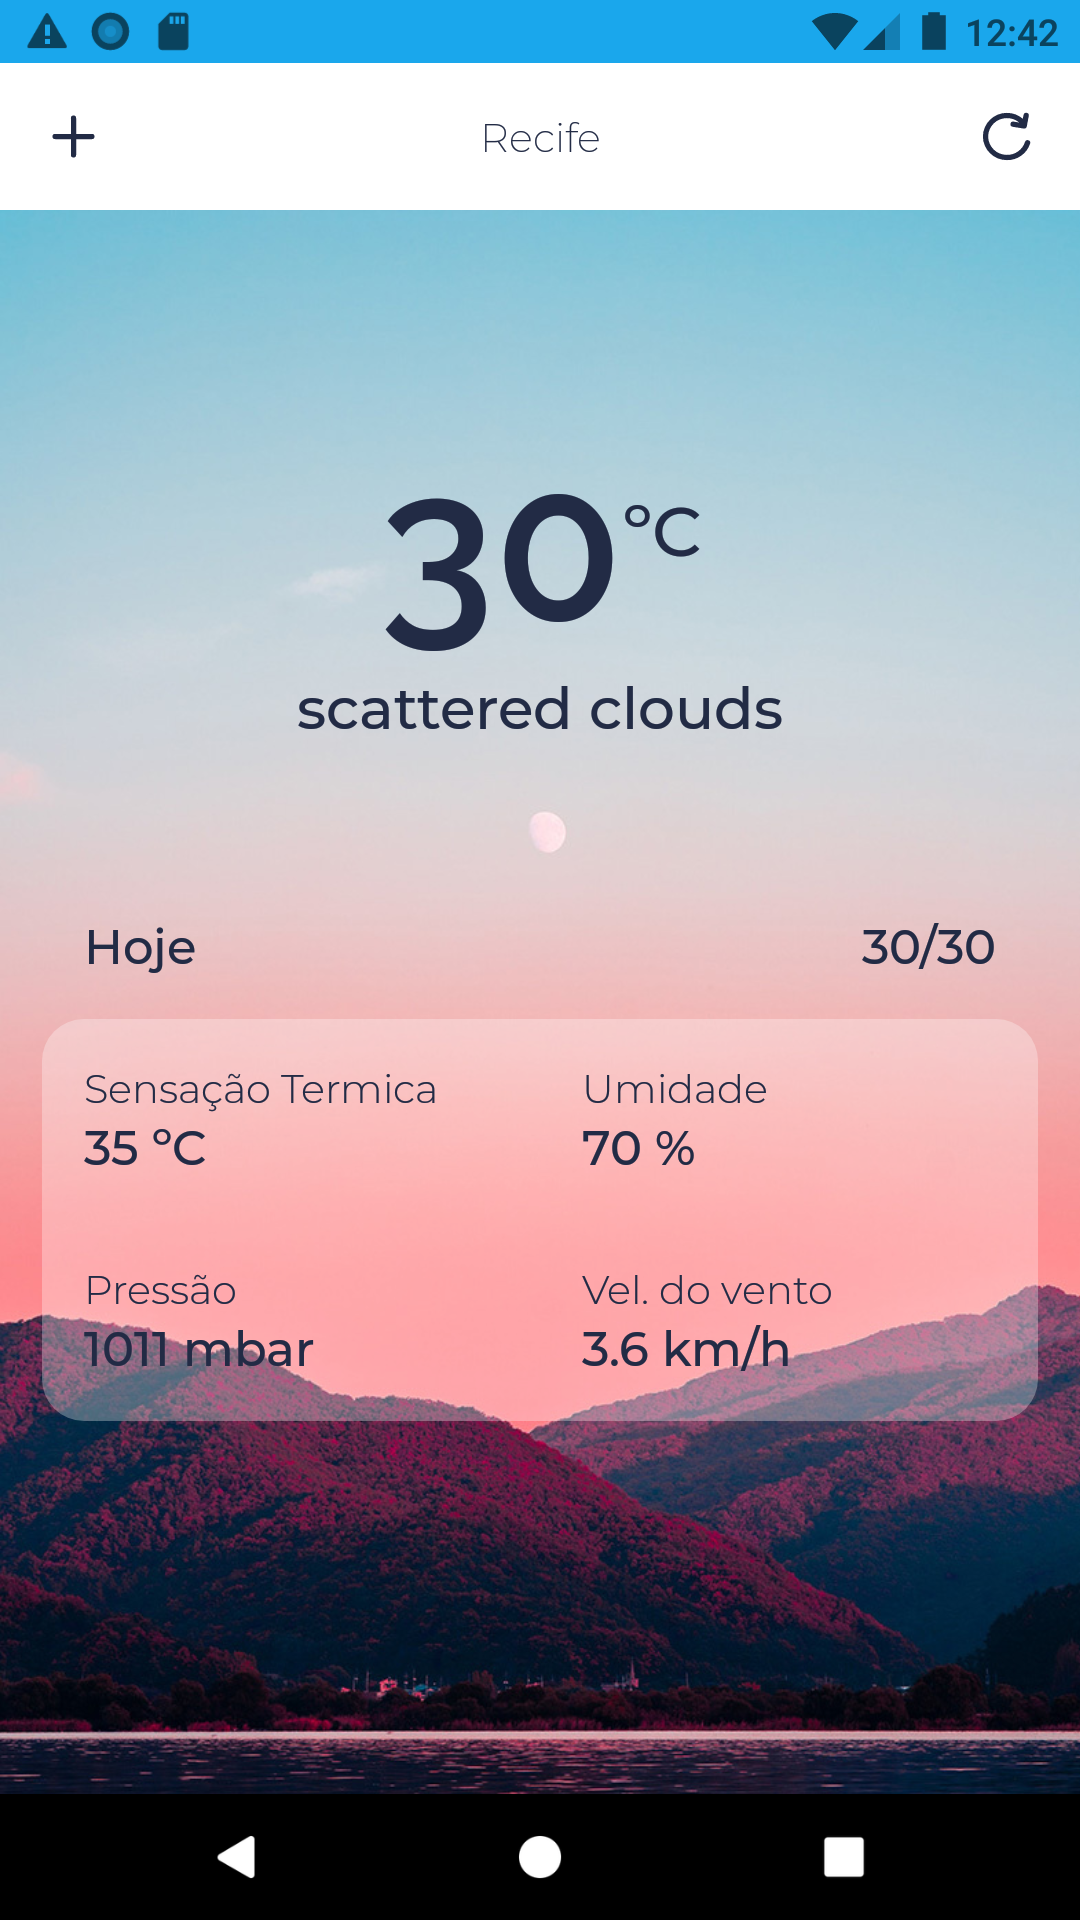 12:42
Recife
30 °C
scattered clouds
Hoje 30/30
Sensação Termica Umidade
35 °C 70 %
Pressão Vel. do vento
1011 mbar 3.6 km/h